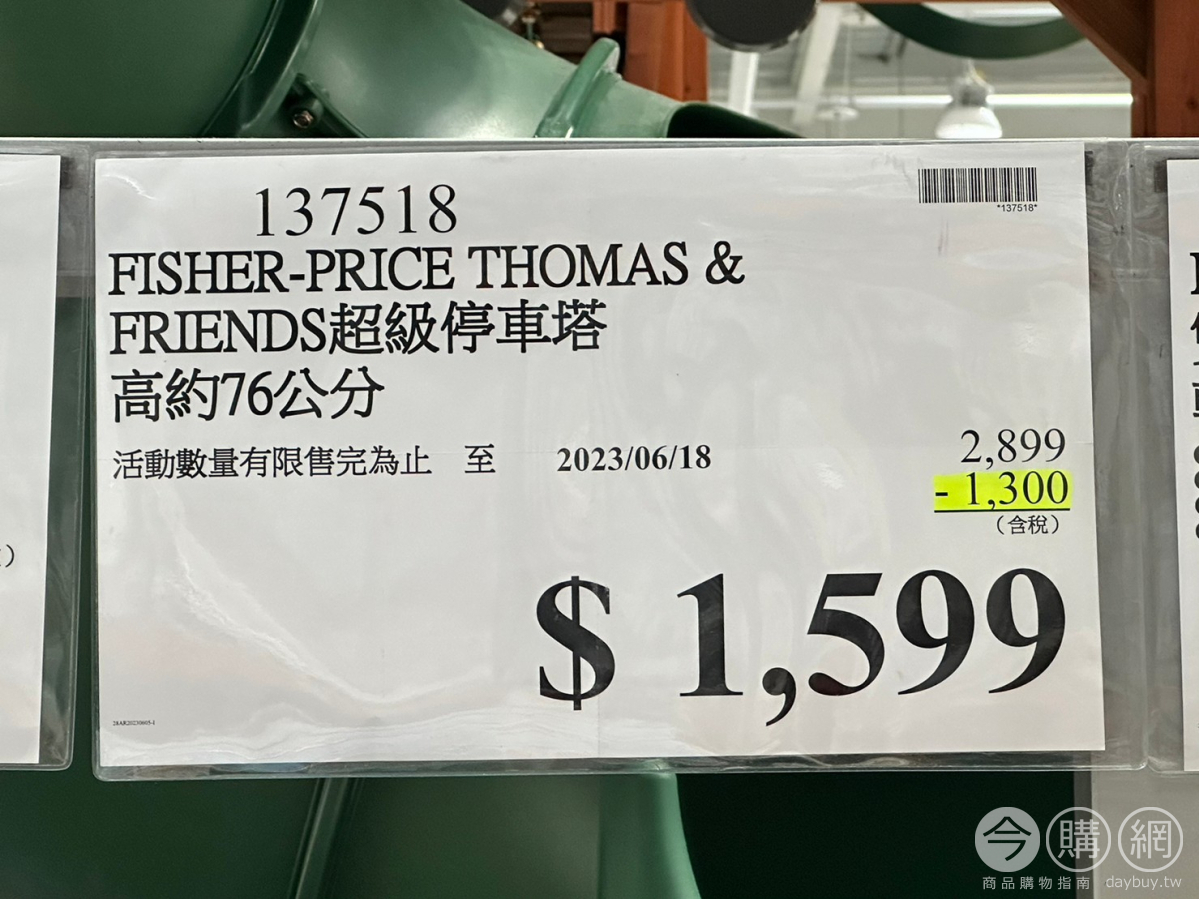 137518
*137518*
FISHER-PRICE THOMAS &
FRIENDS超級停車塔
高約76公分
活動數量有限售完為止 至 2023/06/18
2,899
- 1,300
(含稅)
$ 1,599
今購網
商品購物指南 daybuy.tw